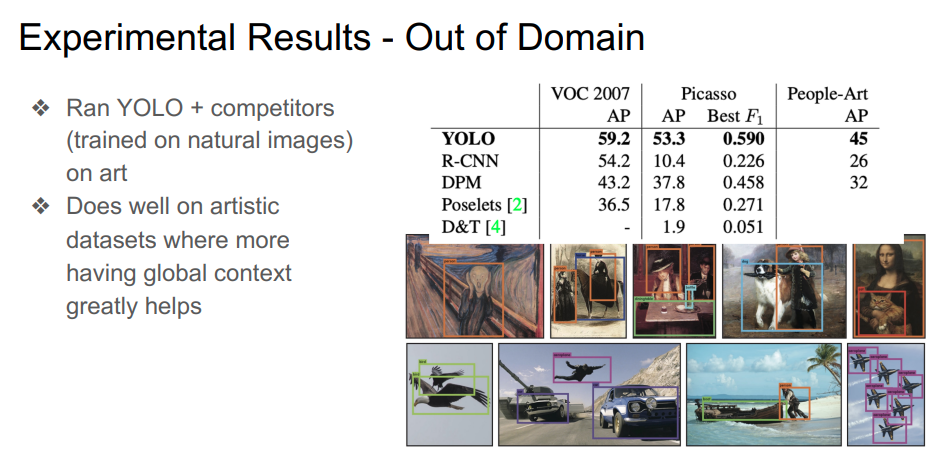 Experimental Results - Out of Domain
❖ Ran YOLO + competitors
(trained on natural images)
on art
❖ Does well on artistic
datasets where more
having global context
greatly helps
VOC 2007 Picasso People-Art
AP AP Best F1 AP
YOLO 59.2 53.3 0.590 45
R-CNN 54.2 10.4 0.226 26
DPM 43.2 37.8 0.458 32
Poselets [2] 36.5 17.8 0.271
D&T [4] - 1.9 0.051